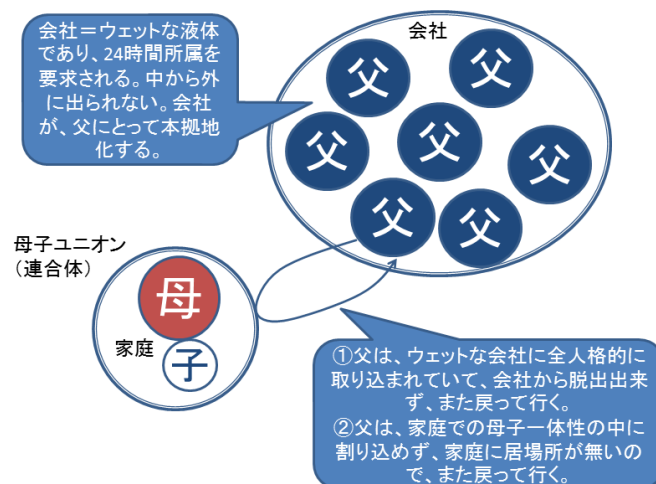 会社＝ウェットな液体
であり、24時間所属を
要求される。中から外
に出られない。会社
が、父にとって本拠地
化する。
会社
父
父
父
父
父
父
父
母子ユニオン
（連合体）
母
家庭
子
①父は、ウェットな会社に全人格的に
取り込まれていて、会社から脱出出来
ず、また戻って行く。
②父は、家庭での母子一体性の中に
割り込めず、家庭に居場所が無いの
で、また戻って行く。